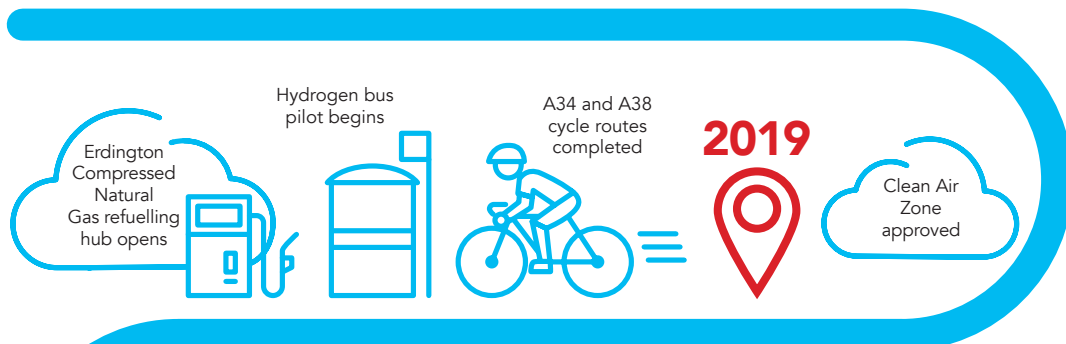 Erdington
Compressed
Natural
Gas refuelling
hub opens
Hydrogen bus
pilot begins
A34 and A38
cycle routes
completed
2019
Clean Air
Zone
approved